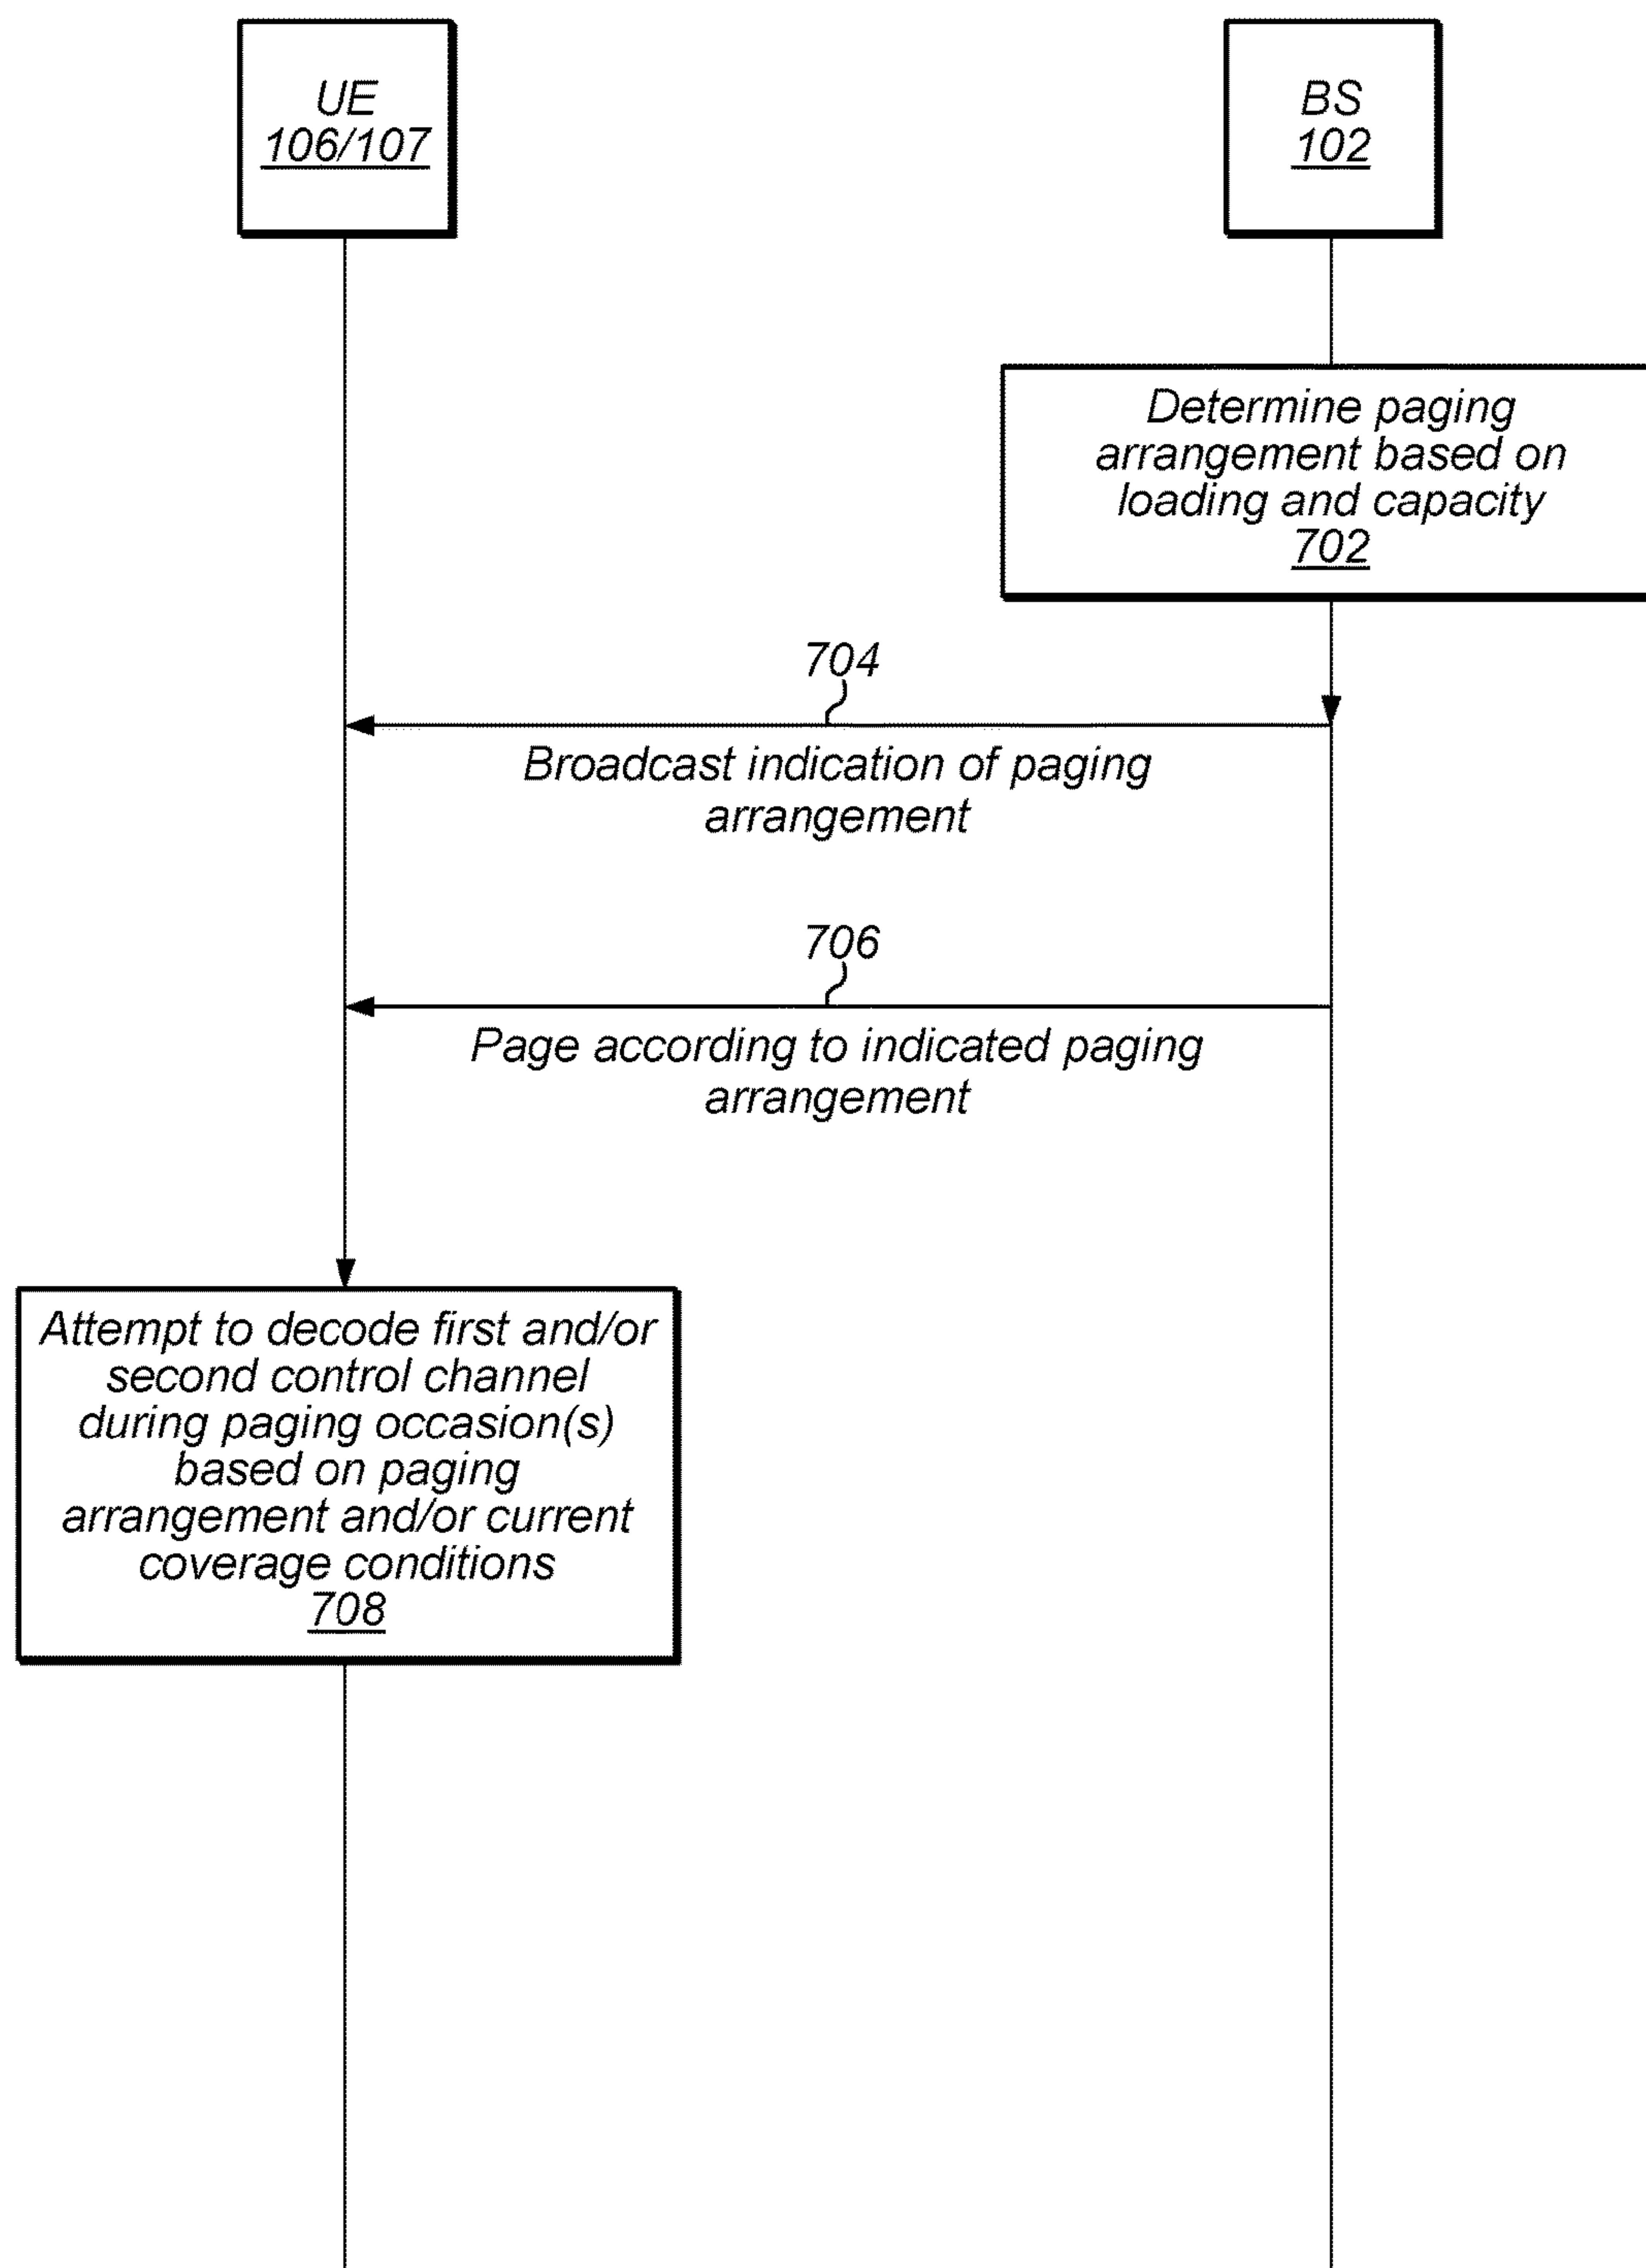 UE
106/107
BS
102
Determine paging
arrangement based on
loading and capacity
702
704
Broadcast indication of paging
arrangement
706
Page according to indicated paging
arrangement
Attempt to decode first and/or
second control channel
during paging occasion(s)
based on paging
arrangement and/or current
coverage conditions
708